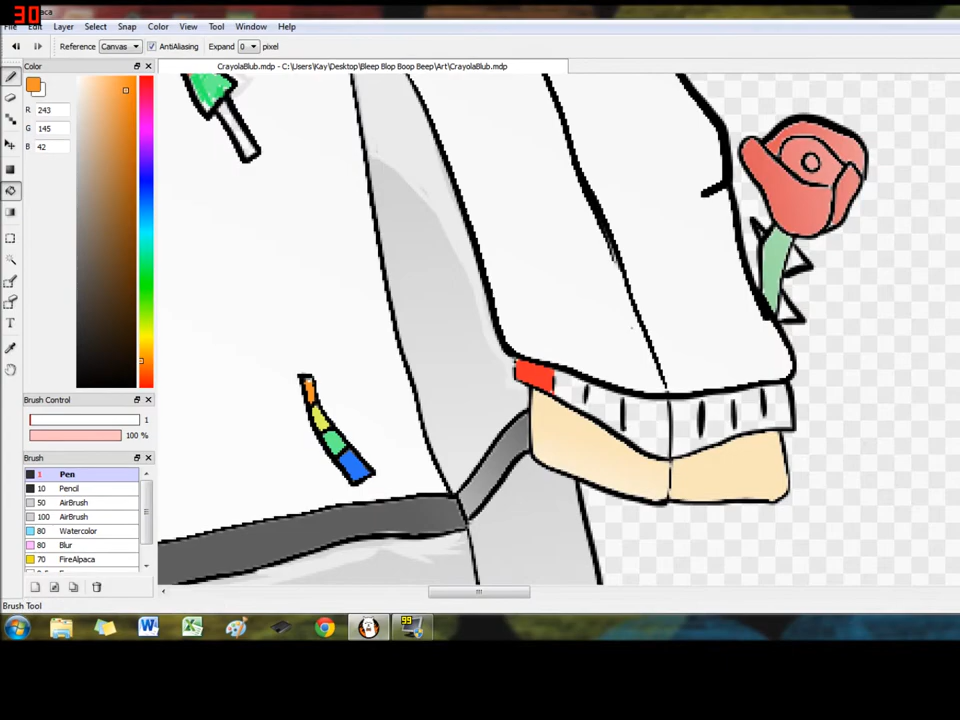 30
aca
File Edit Layer Select Snap Color View Tool Window Help
Reference Canvas AntiAliasing Expand 0 pixel
Color
CrayolaBlub.mdp - C:\Users\Kay\Desktop\Bleep Blop Boop Beep\Art\CrayolaBlub.mdp
R 243
G 145
B 42
Brush Control
1
100 %
Brush
1 Pen
10 Pencil
50 AirBrush
100 AirBrush
80 Watercolor
80 Blur
70 FireAlpaca
Brush Tool
99